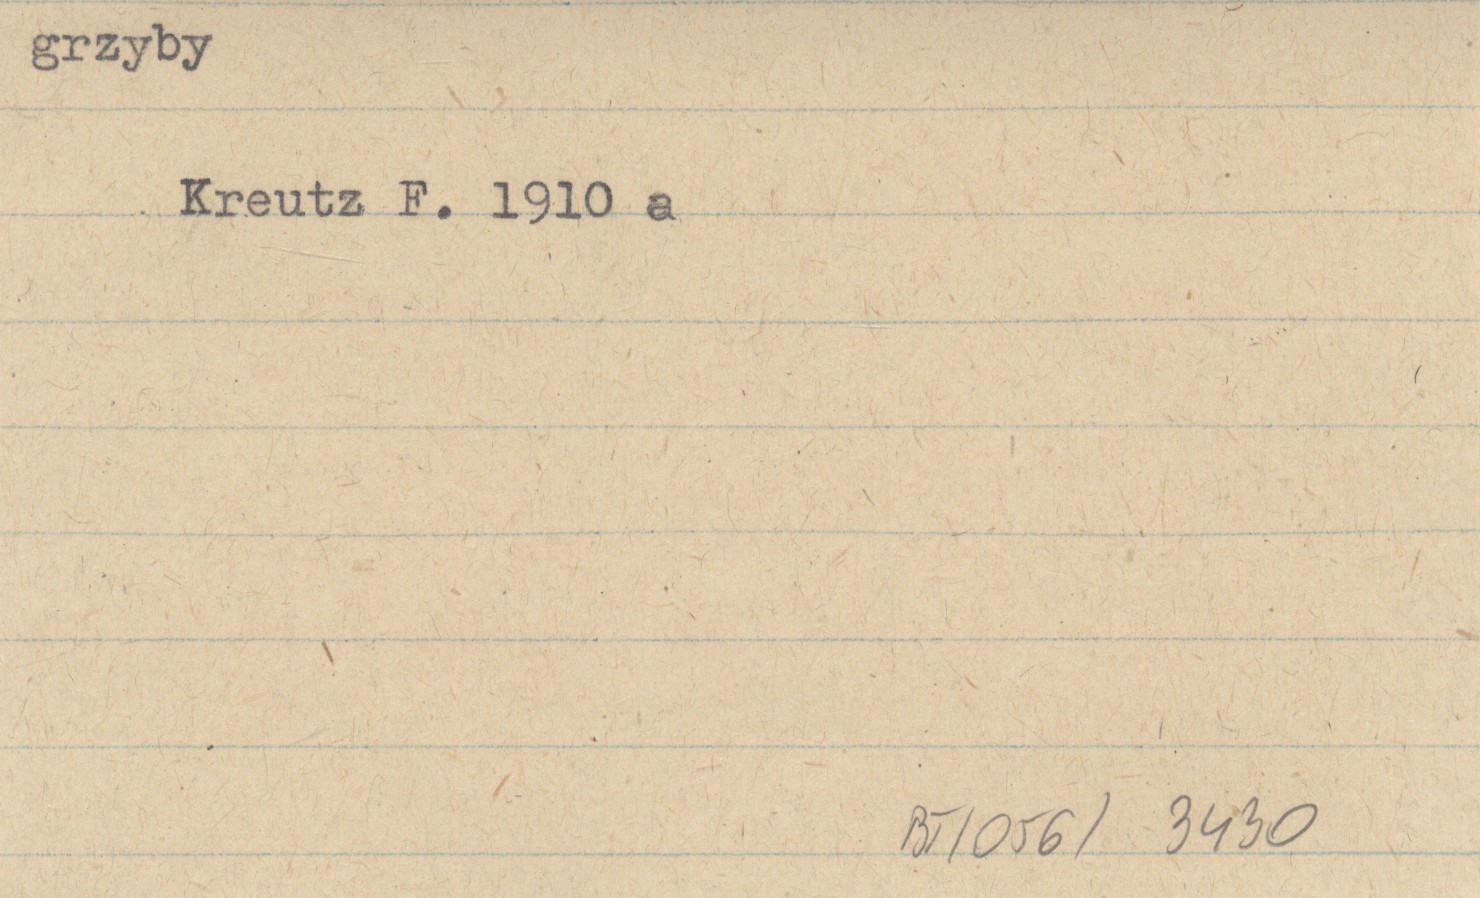 grzyby
Kreutz F. 1910 a
BT/056/ 3430